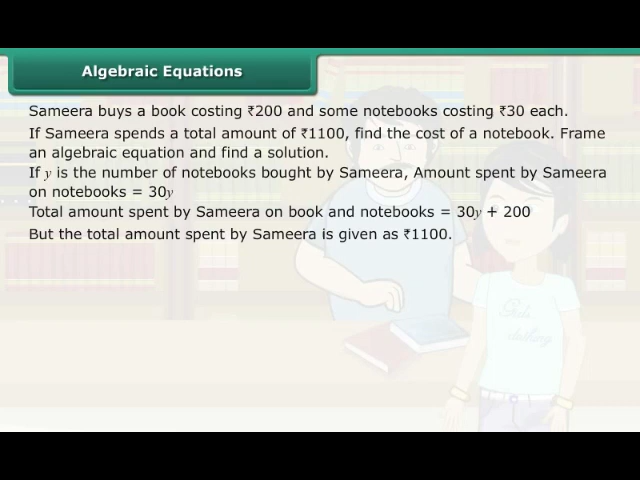 Algebraic Equations
Sameera buys a book costing ₹200 and some notebooks costing ₹30 each.
If Sameera spends a total amount of ₹1100, find the cost of a notebook. Frame
an algebraic equation and find a solution.
If y is the number of notebooks bought by Sameera, Amount spent by Sameera
on notebooks = 30y
Total amount spent by Sameera on book and notebooks = 30y + 200
But the total amount spent by Sameera is given as ₹1100.
clothing